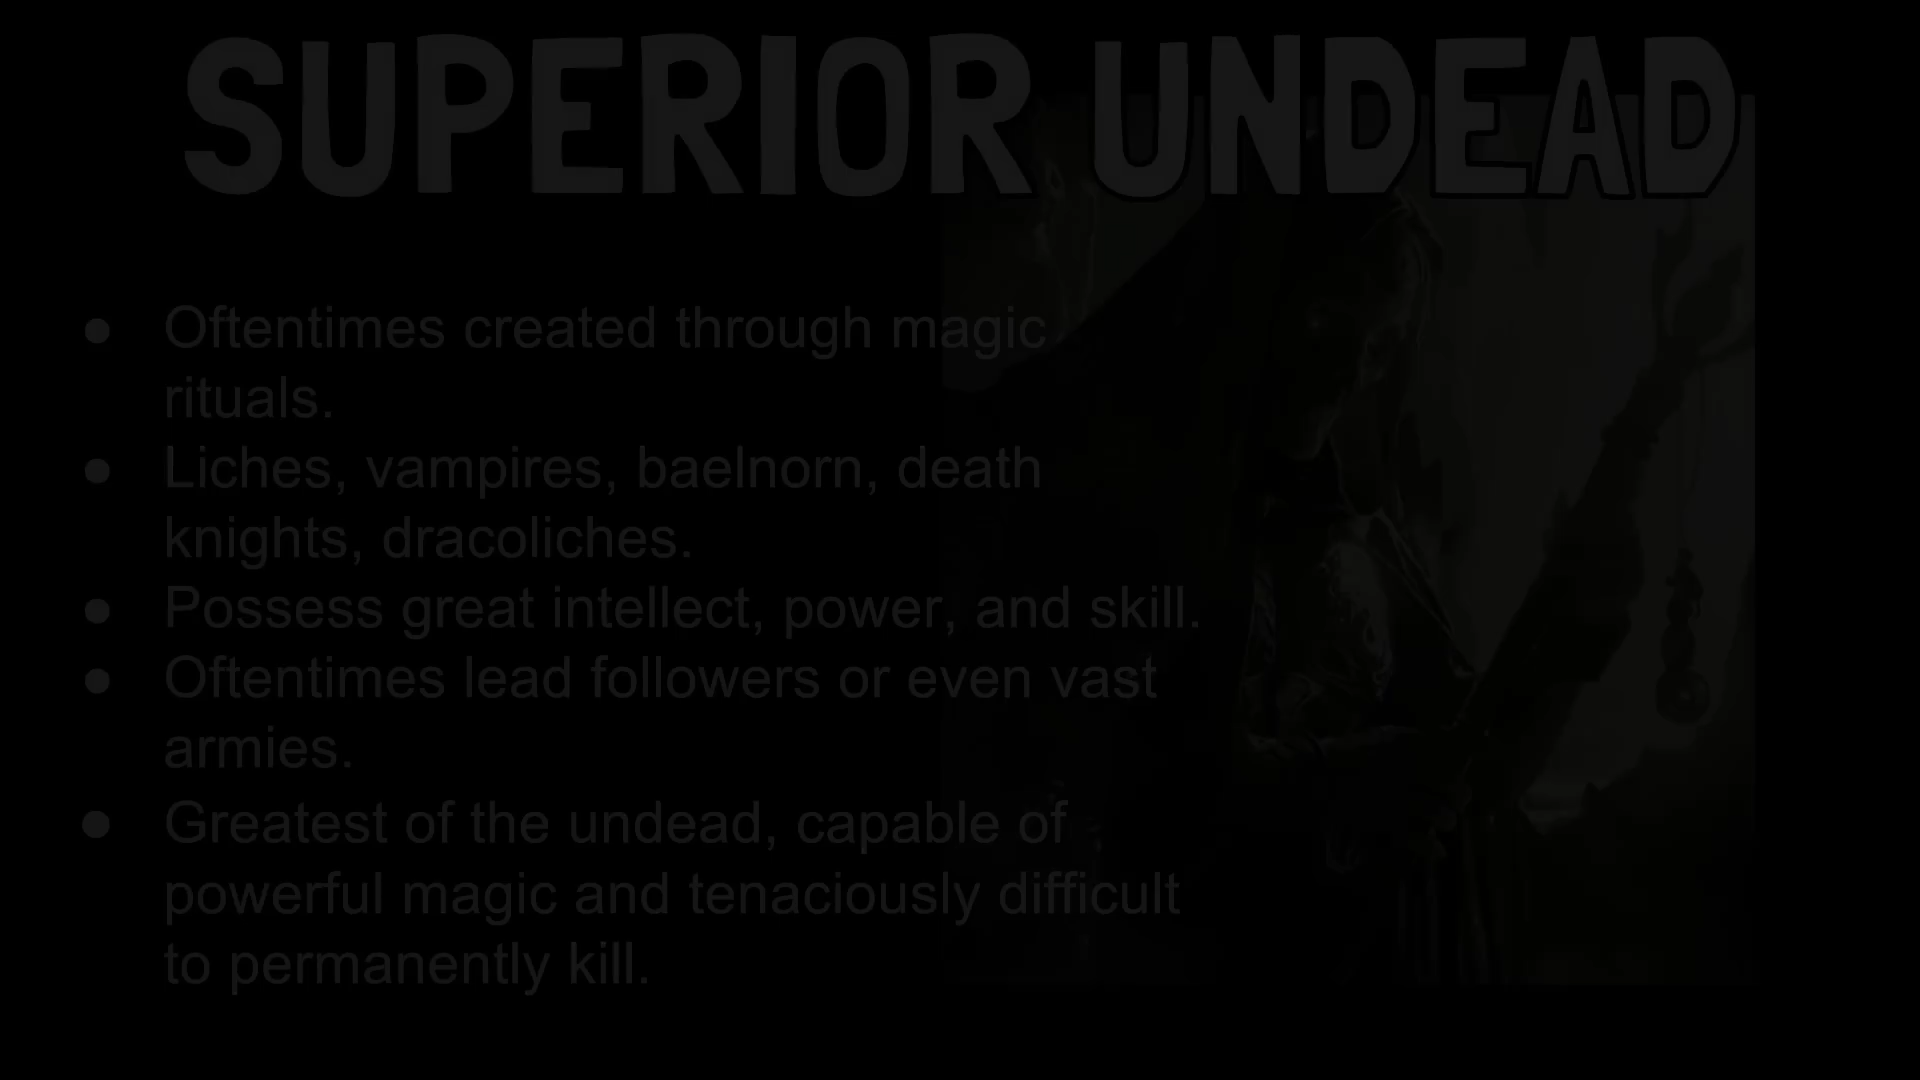 SUPERIOR UNDEAD
● Oftentimes created through magic
rituals.
● Liches, vampires, baelnorn, death
knights, dracoliches.
● Possess great intellect, power, and skill.
● Oftentimes lead followers or even vast
armies.
● Greatest of the undead, capable of
powerful magic and tenaciously difficult
to permanently kill.